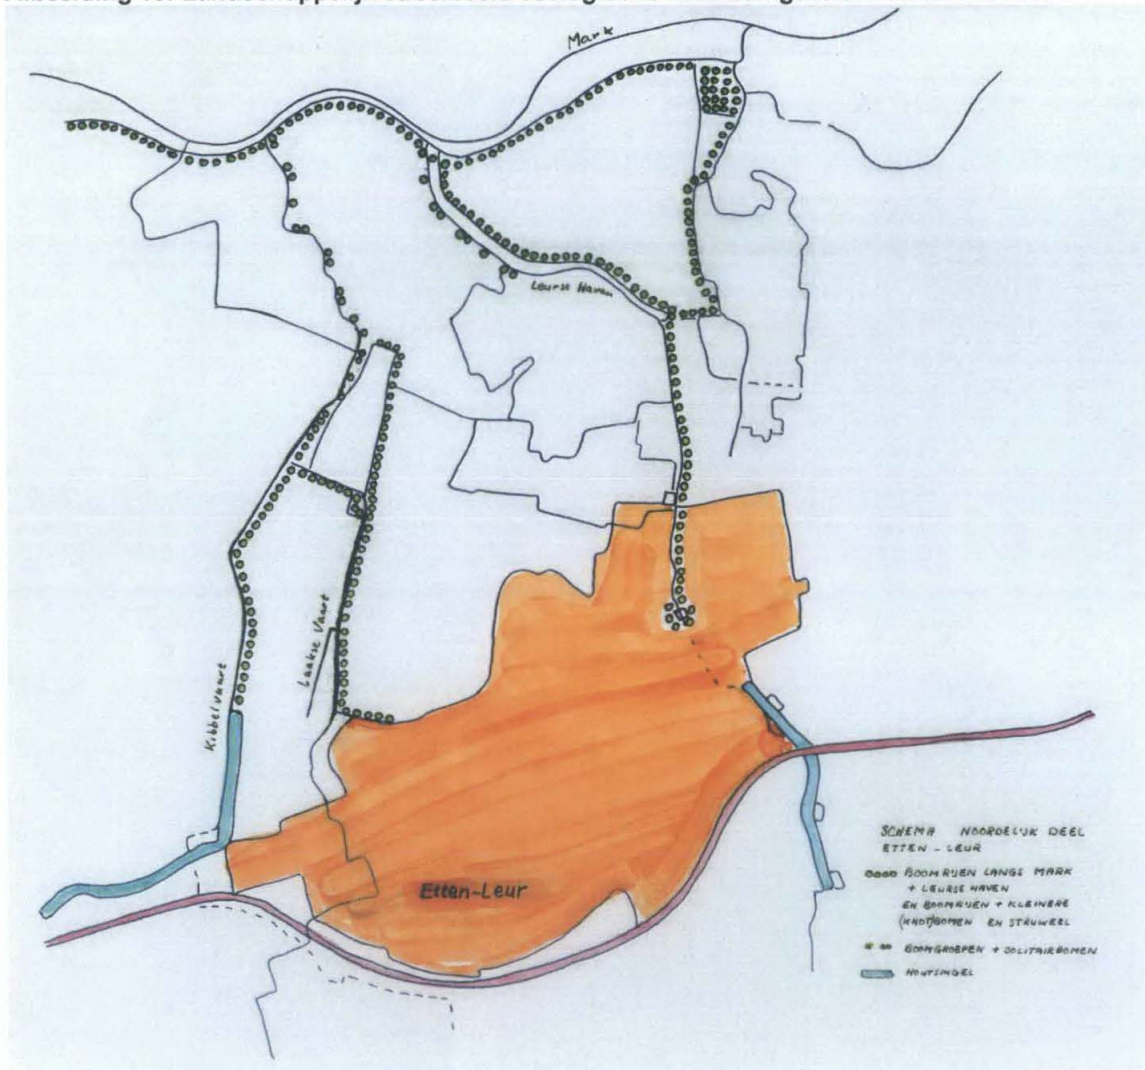 Mark
Leurse Haven
Laakse Vaart
Kibbelvaart
Etten-Leur
SCHEMA NOORDELIJK DEEL
ETTEN - LEUR
BOOMRIJEN LANGS MARK
+ LEURSE HAVEN
EN BOOMRIJEN + KLEINERE
(KNOT)BOMEN EN STRUWEEL
BOOMGROEPEN + SOLITAIRBOMEN
HOUTSINGEL